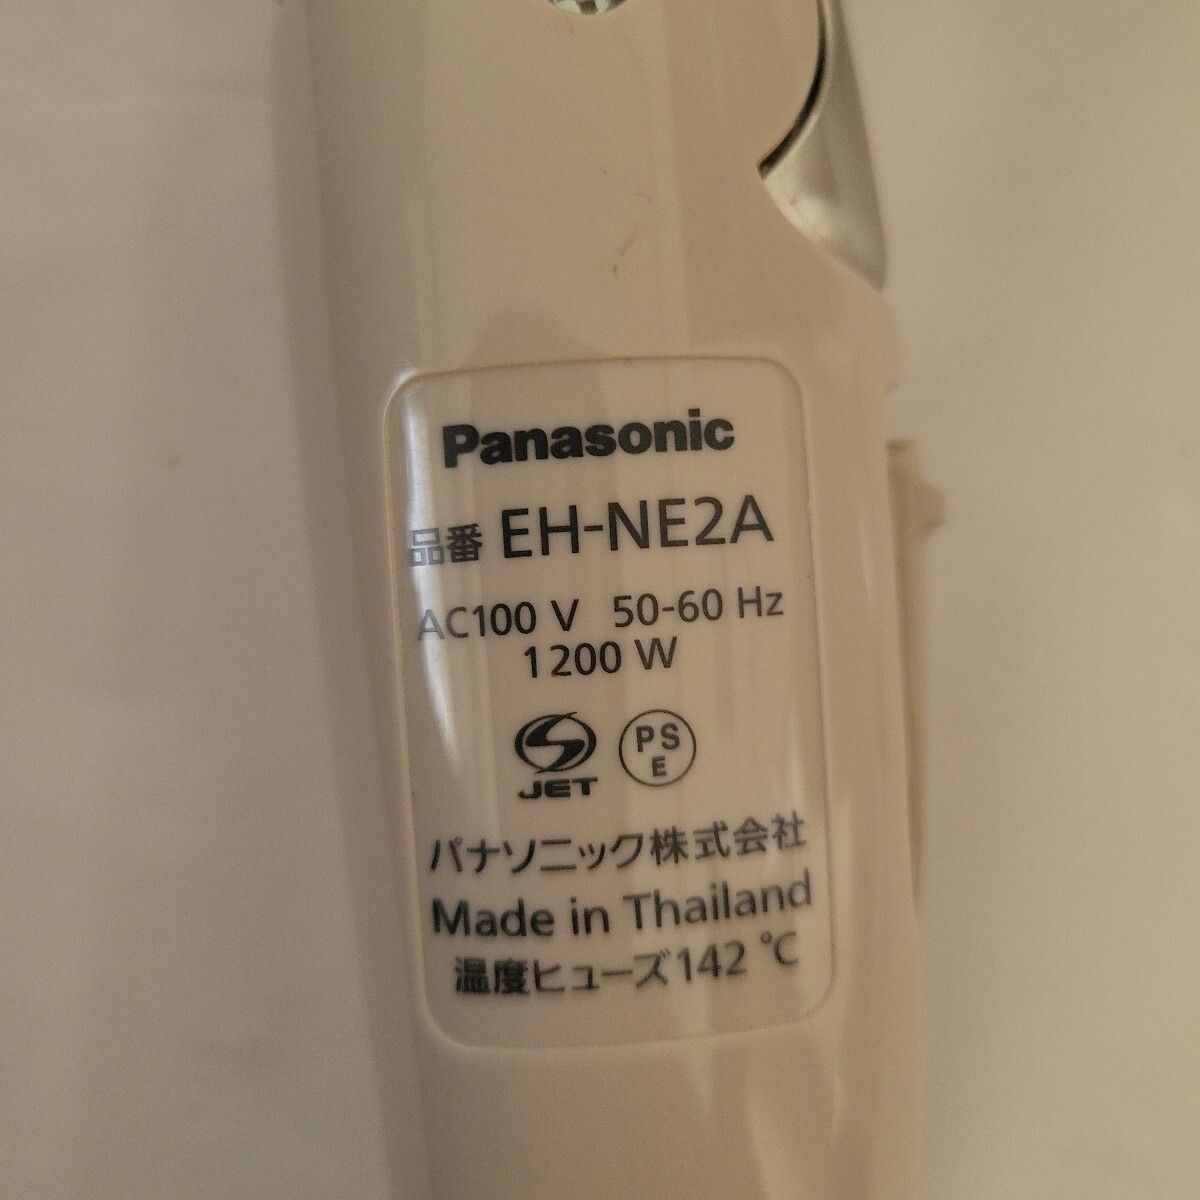 Panasonic
品番 EH-NE2A
AC100 V 50-60 Hz
1200 W
JET
PS
E
パナソニック株式会社
Made in Thailand
温度ヒューズ142 ℃